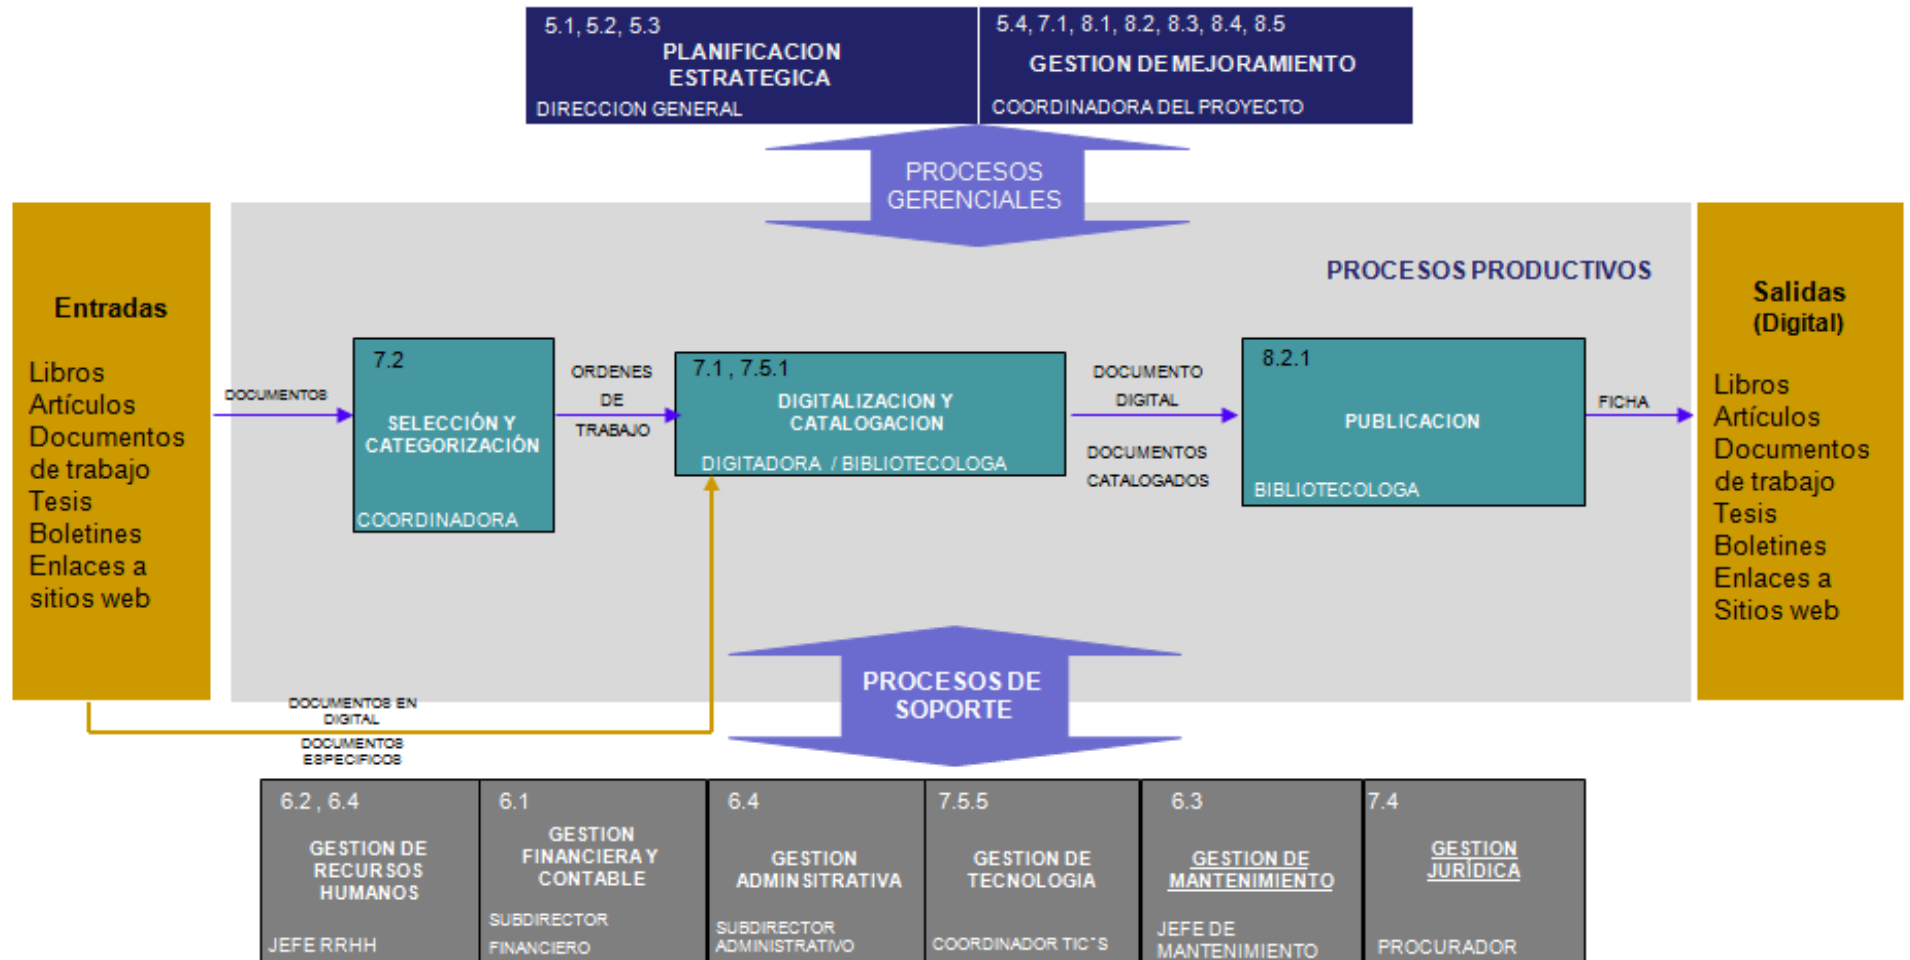 5.1, 5.2, 5.3
PLANIFICACION
ESTRATEGICA
DIRECCION GENERAL
5.4, 7.1, 8.1, 8.2, 8.3, 8.4, 8.5
GESTION DE MEJORAMIENTO
COORDINADORA DEL PROYECTO
PROCESOS
GERENCIALES
PROCESOS PRODUCTIVOS
Entradas
Libros
Artículos
Documentos
de trabajo
Tesis
Boletines
Enlaces a
sitios web
DOCUMENTOS
7.2
SELECCIÓN Y
CATEGORIZACIÓN
COORDINADORA
ORDENES
DE
TRABAJO
7.1 , 7.5.1
DIGITALIZACION Y
CATALOGACION
DIGITADORA / BIBLIOTECOLOGA
DOCUMENTO
DIGITAL
DOCUMENTOS
CATALOGADOS
8.2.1
PUBLICACION
BIBLIOTECOLOGA
FICHA
Salidas
(Digital)
Libros
Artículos
Documentos
de trabajo
Tesis
Boletines
Enlaces a
Sitios web
DOCUMENTOS EN
DIGITAL
DOCUMENTOS
ESPECIFICOS
PROCESOS DE
SOPORTE
6.2 , 6.4
GESTION DE
RECURSOS
HUMANOS
JEFE RRHH
6.1
GESTION
FINANCIERA Y
CONTABLE
SUBDIRECTOR
FINANCIERO
6.4
GESTION
ADMINSITRATIVA
SUBDIRECTOR
ADMINISTRATIVO
7.5.5
GESTION DE
TECNOLOGIA
COORDINADOR TIC`S
6.3
GESTION DE
MANTENIMIENTO
JEFE DE
MANTENIMIENTO
7.4
GESTION
JURÍDICA
PROCURADOR